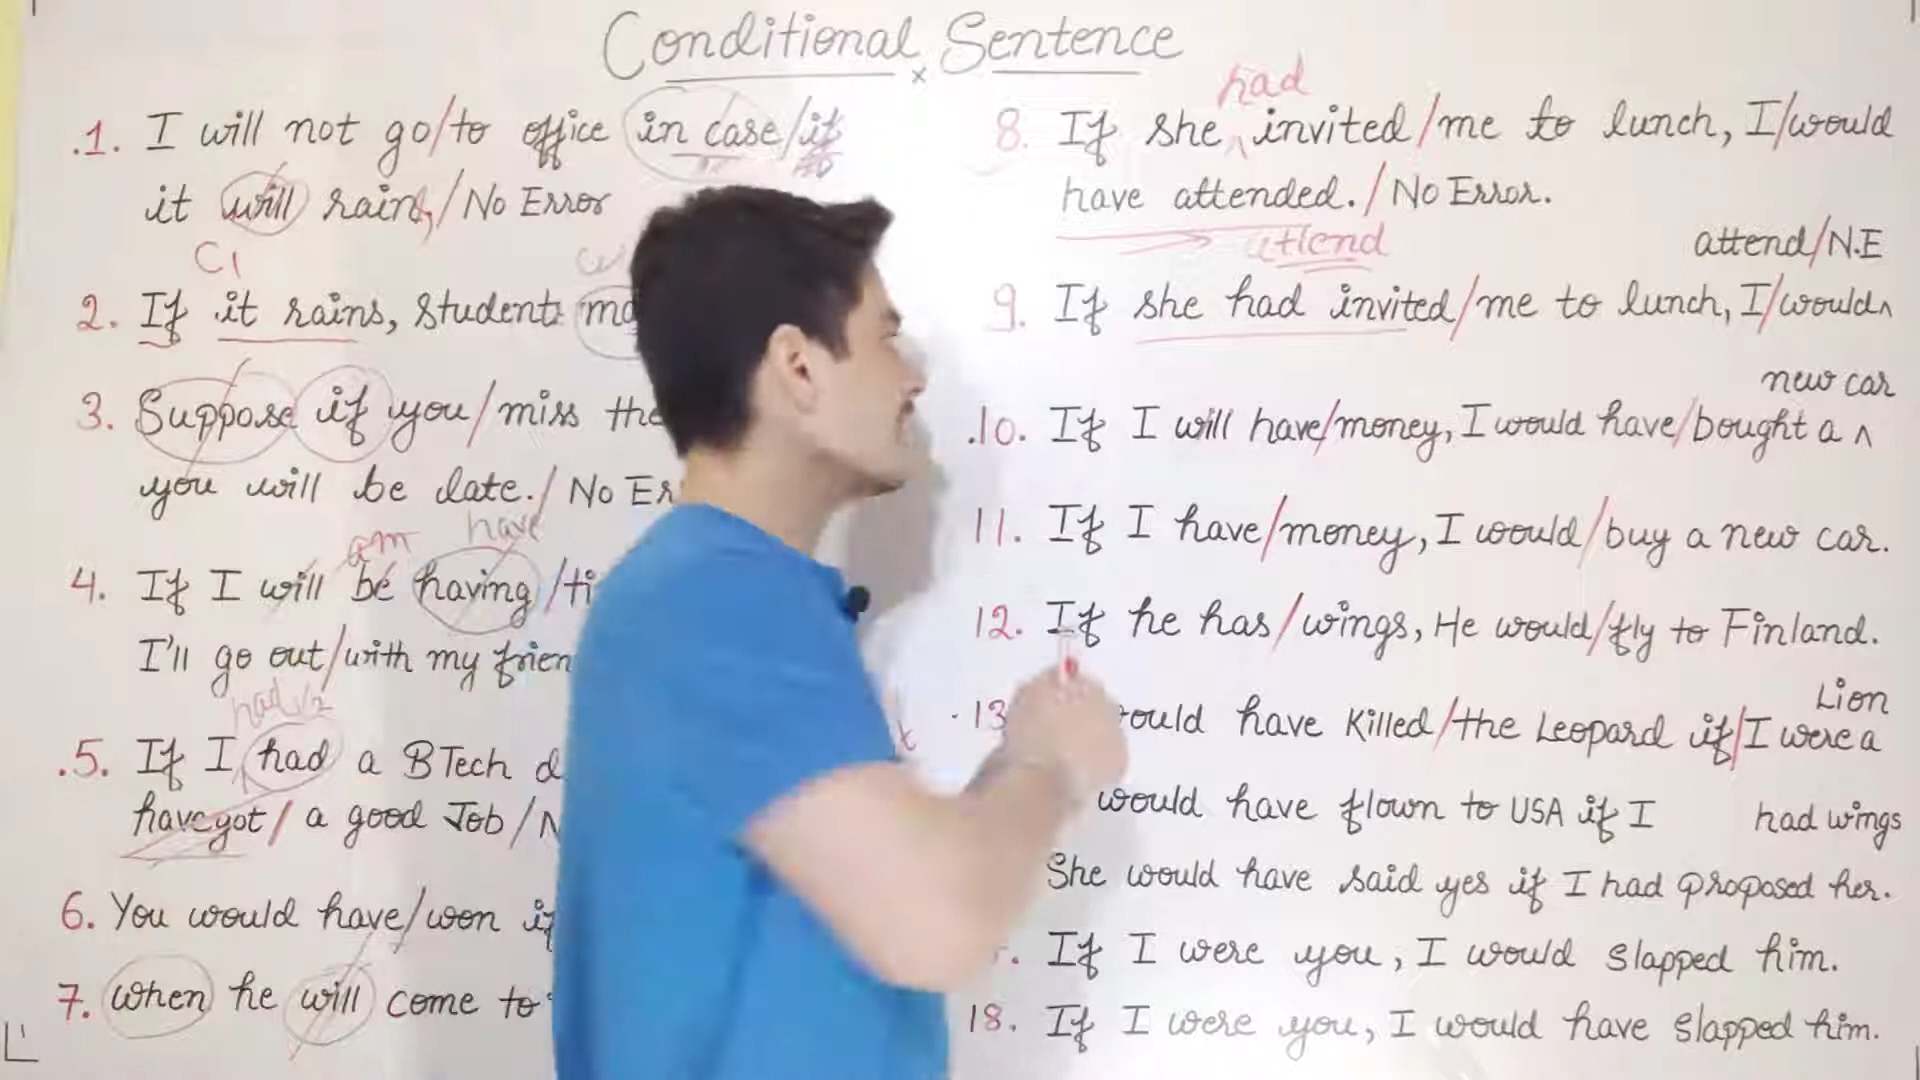 Conditional Sentence
.1. I will not go/to office in case/if
it will rain,/No Error
C1
2. If it rains, student
3. Suppose if you/miss the
you will be late./No
am have
4. If I will be having/
I'll go out/with my
had V3
.5. If I had a BTech
have got/ a good Job/
6. You would have/won if
7. When he will come to
had
8. If she ^ invited/me to lunch, I/would
have attended./No Error.
attend
attend/N.E
9. If she had invited/me to lunch, I/would^
new car
.10. If I will have/money, I would have/bought a ^
11. If I have/money, I would/buy a new car.
12. If he has/wings, He would/fly to Finland.
Lion
.13 have Killed/the Leopard if/I were a
would have flown to USA if I had wings
She would have said yes if I had proposed her.
If I were you, I would slapped him.
18. If I were you, I would have slapped him.